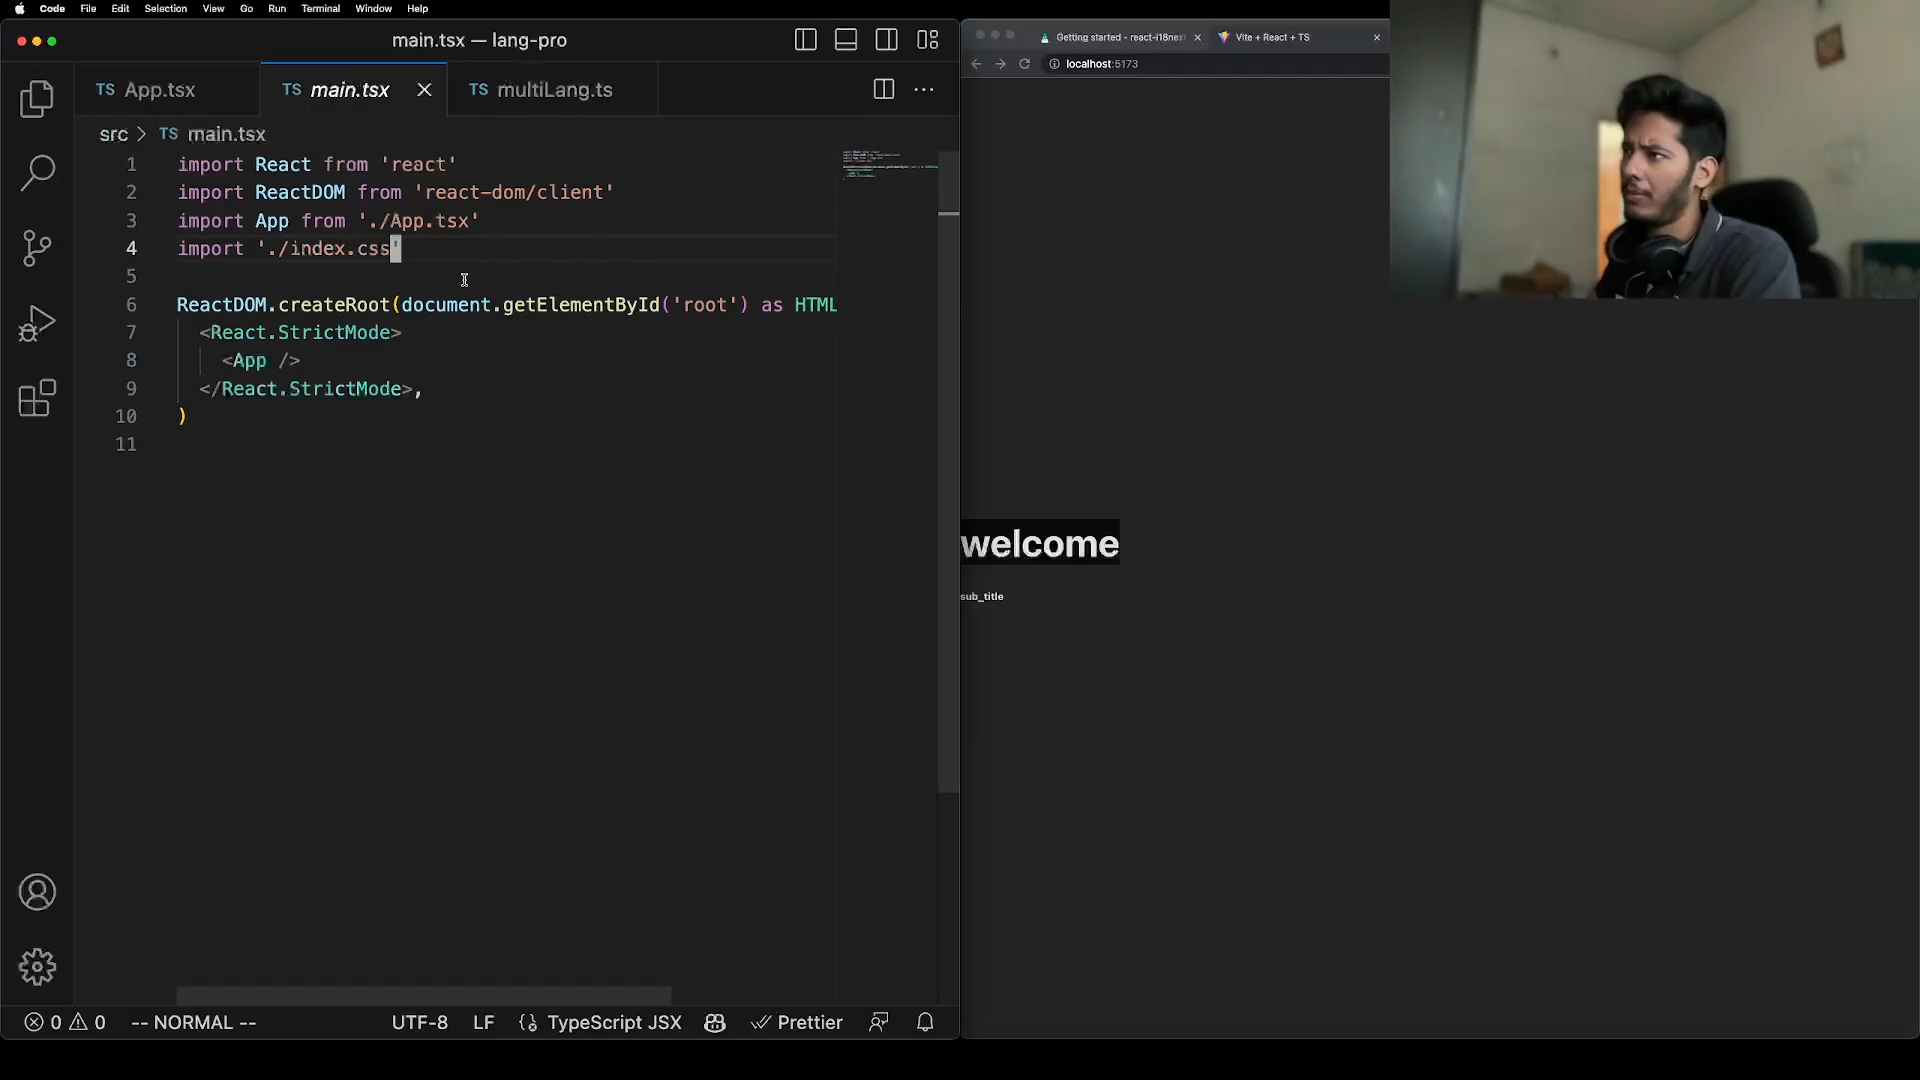 Code File Edit Selection View Go Run Terminal Window Help
main.tsx — lang-pro
TS App.tsx
TS main.tsx
TS multiLang.ts
src > TS main.tsx
1 import React from 'react'
2 import ReactDOM from 'react-dom/client'
3 import App from './App.tsx'
4 import './index.css'
5
6 ReactDOM.createRoot(document.getElementById('root') as HTML
7 <React.StrictMode>
8 <App />
9 </React.StrictMode>,
10 )
11
0 0 -- NORMAL -- UTF-8 LF {} TypeScript JSX Prettier
Getting started - react-i18next
Vite + React + TS
localhost:5173
welcome
sub_title